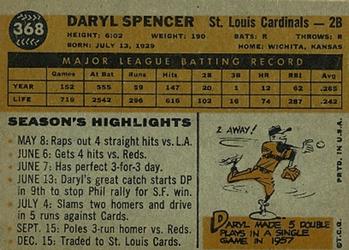 368
DARYL SPENCER St. Louis Cardinals — 2B
HEIGHT: 6:02 WEIGHT: 190 BATS: R THROWS: R
BORN: JULY 13, 1929 HOME: WICHITA, KANSAS
MAJOR LEAGUE BATTING RECORD
Games At Bat Runs Hits 2B 3B HR R.B.I. Avg.
YEAR 152 555 59 147 20 1 12 62 .265
LIFE 719 2542 296 616 102 16 74 287 .242
SEASON'S HIGHLIGHTS
MAY 8: Raps out 4 straight hits vs. L.A.
JUNE 6: Gets 4 hits vs. Reds.
JUNE 7: Has perfect 3-for-3 day.
JUNE 13: Daryl's great catch starts DP
in 9th to stop Phil rally for S.F. win.
JULY 4: Slams two homers and drive
in 5 runs against Cards.
SEPT. 15: Poles 3-run homer vs. Reds.
DEC. 15: Traded to St. Louis Cards.
2 AWAY!
DARYL MADE 5 DOUBLE
PLAYS IN A SINGLE
GAME IN 1957
©T.C.G. PRTD. IN U.S.A.